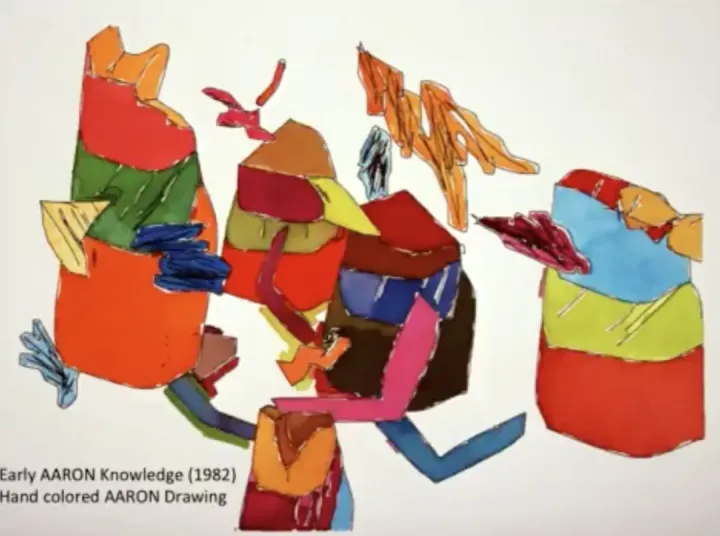 Early AARON Knowledge (1982)
Hand colored AARON Drawing